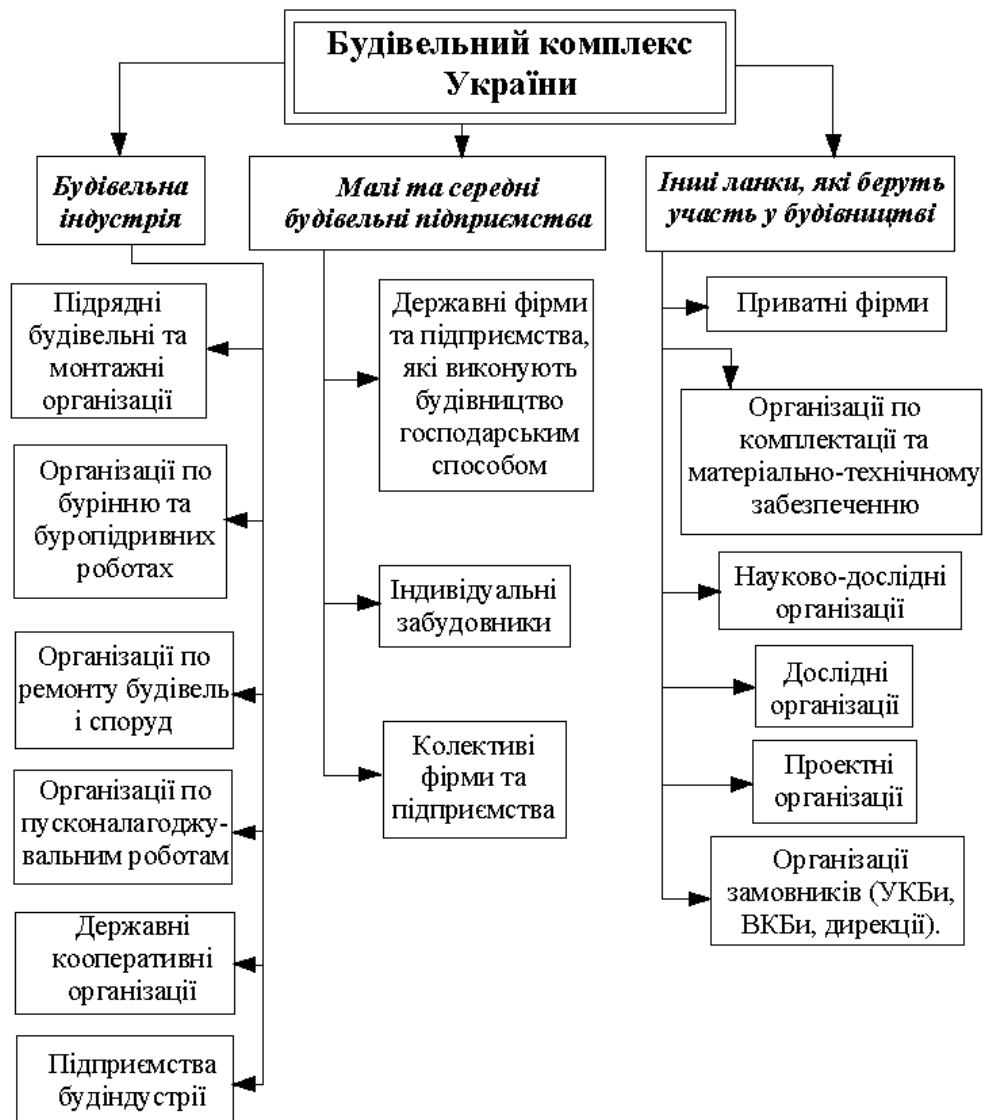 Будівельний комплекс
України
Будівельна
індустрія
Малі та середні
будівельні підприємства
Інші ланки, які беруть
участь у будівництві
Підрядні
будівельні та
монтажні
організації
Організації по
бурінню та
буропідривних
роботах
Організації по
ремонту будівель
і споруд
Організації по
пусконалагоджу-
вальним роботам
Державні
кооперативні
організації
Підприємства
будіндустрії
Державні фірми
та підприємства,
які виконують
будівництво
господарським
способом
Індивідуальні
забудовники
Колективі
фірми та
підприємства
Приватні фірми
Організації по
комплектації та
матеріально-технічному
забезпеченню
Науково-дослідні
організації
Дослідні
організації
Проектні
організації
Організації
замовників (УКБи,
ВКБи, дирекції).